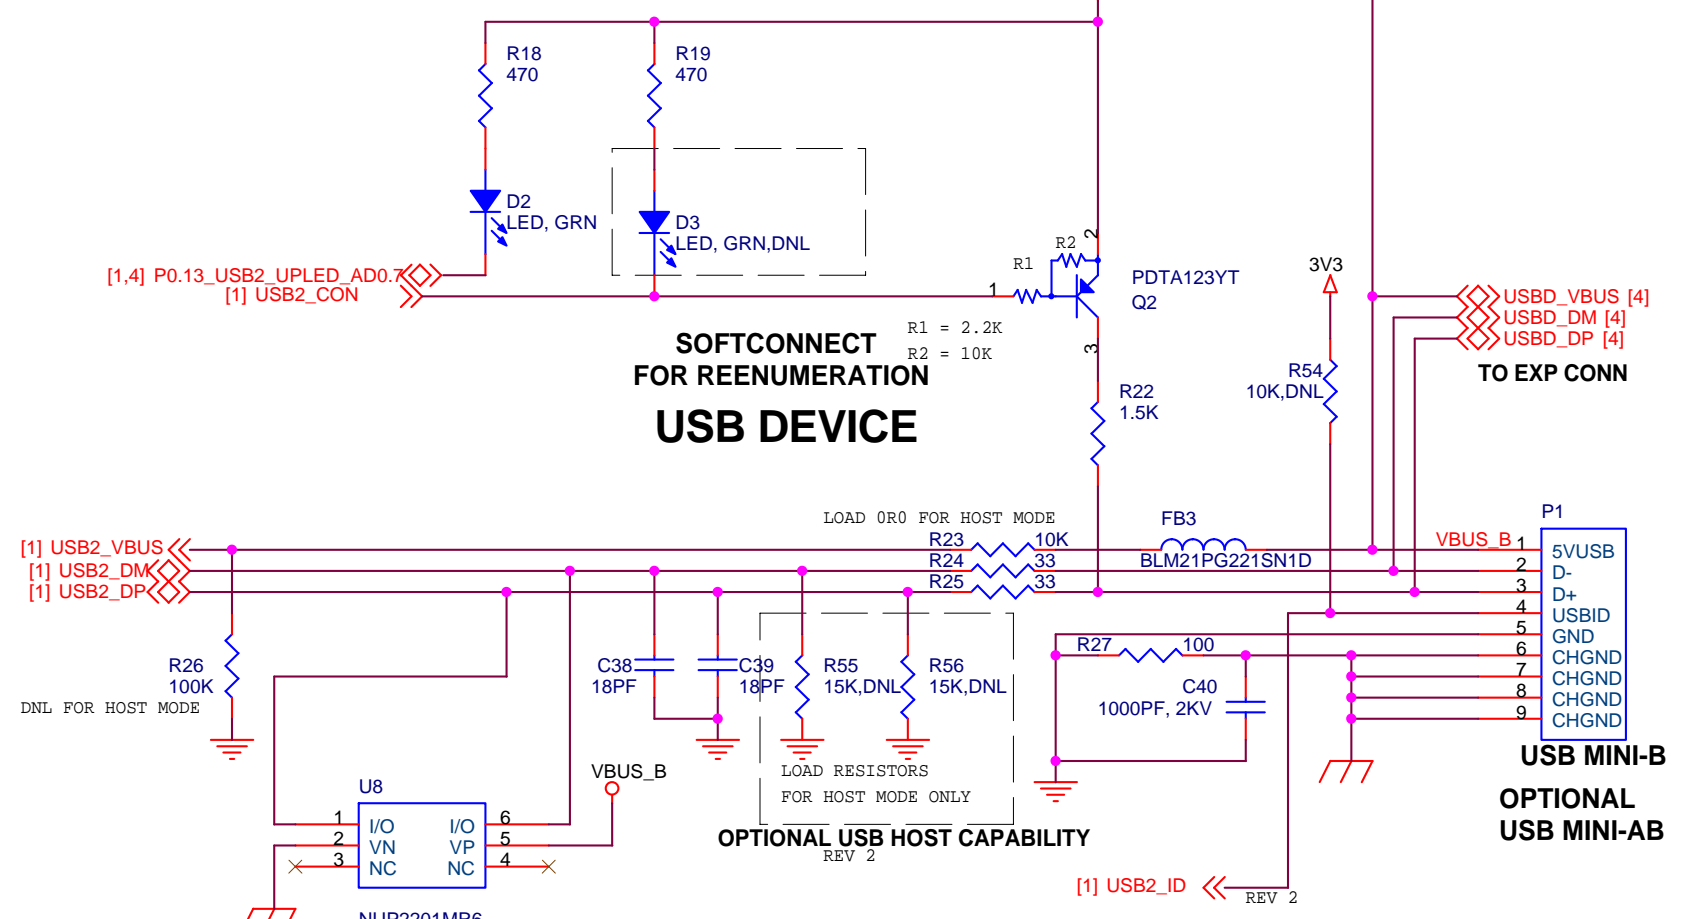 R18
470
R19
470
D2
LED, GRN
D3
LED, GRN,DNL
[1,4] P0.13_USB2_UPLED_AD0.7
[1] USB2_CON
R1
R2
1
2
3
PDTA123YT
Q2
R1 = 2.2K
R2 = 10K
SOFTCONNECT
FOR REENUMERATION
USB DEVICE
R22
1.5K
3V3
R54
10K,DNL
USBD_VBUS [4]
USBD_DM [4]
USBD_DP [4]
TO EXP CONN
LOAD 0R0 FOR HOST MODE
[1] USB2_VBUS
[1] USB2_DM
[1] USB2_DP
R23 10K
R24 33
R25 33
FB3
BLM21PG221SN1D
VBUS_B
P1
1 5VUSB
2 D-
3 D+
4 USBID
5 GND
6 CHGND
7 CHGND
8 CHGND
9 CHGND
USB MINI-B
OPTIONAL
USB MINI-AB
R26
100K
DNL FOR HOST MODE
C38
18PF
C39
18PF
R55
15K,DNL
R56
15K,DNL
R27 100
C40
1000PF, 2KV
LOAD RESISTORS
FOR HOST MODE ONLY
OPTIONAL USB HOST CAPABILITY
REV 2
VBUS_B
U8
1 I/O I/O 6
2 VN VP 5
3 NC NC 4
[1] USB2_ID
REV 2